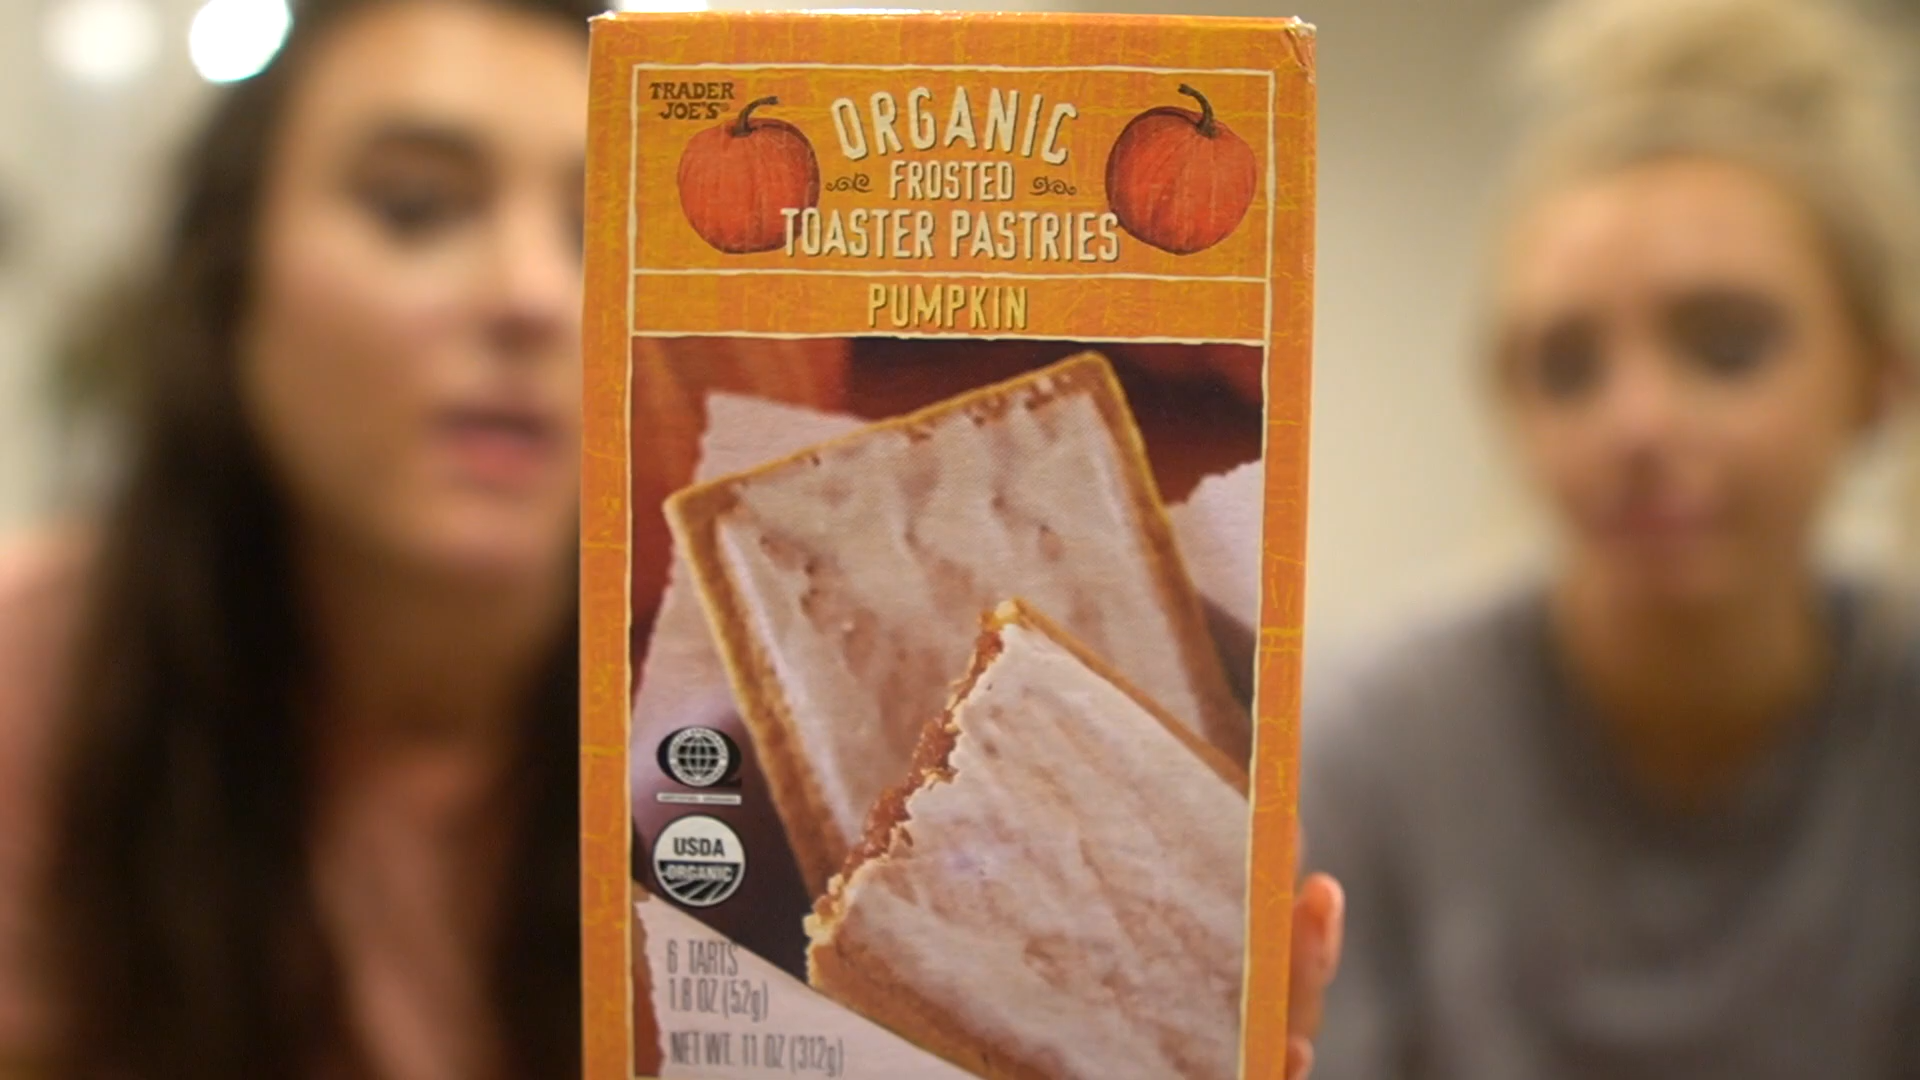 TRADER
JOE'S
ORGANIC
FROSTED
TOASTER PASTRIES
PUMPKIN
USDA
ORGANIC
6 TARTS
1.8 OZ (52g)
NET WT. 11 OZ (312g)